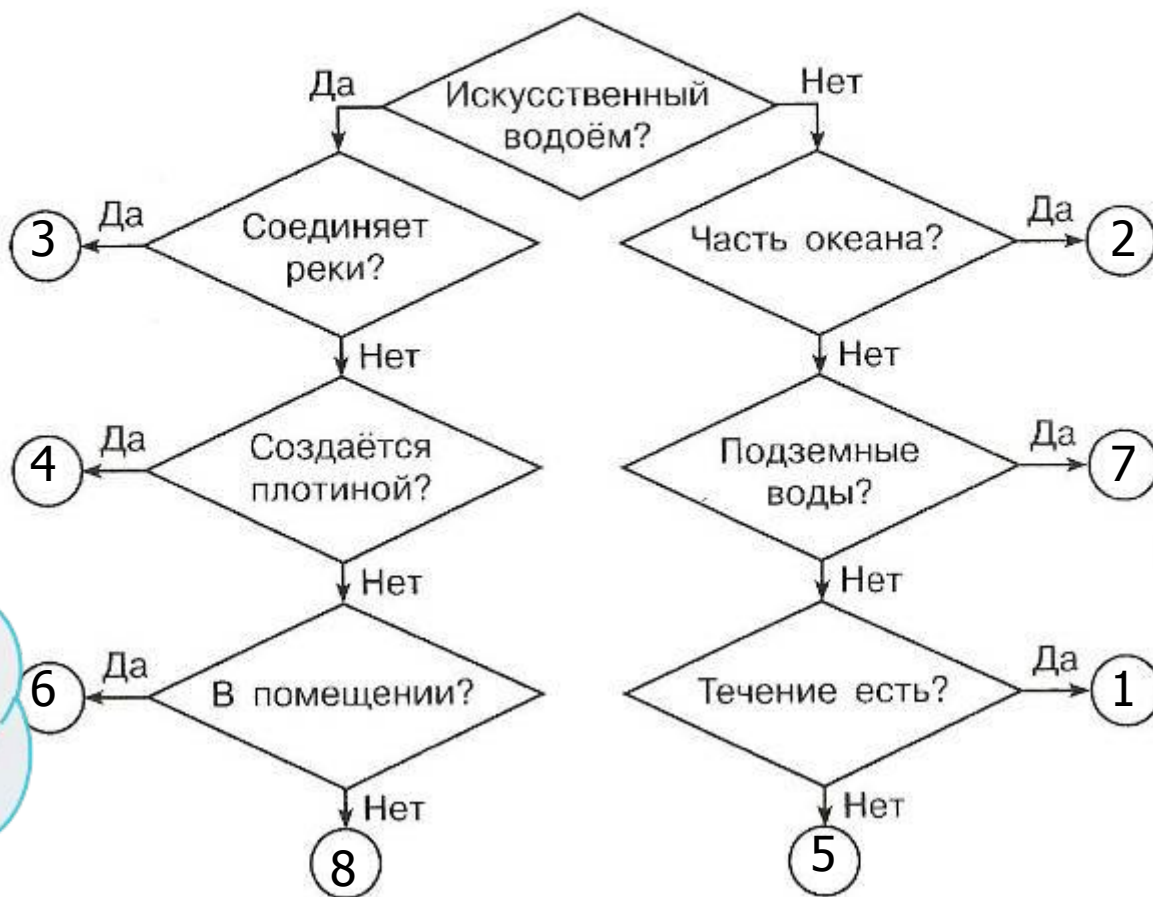 Да
Искусственный
водоём?
Нет
3
Да
Соединяет
реки?
Часть океана?
Да
2
Нет
Нет
4
Да
Создаётся
плотиной?
Подземные
воды?
Да
7
Нет
Нет
6
Да
В помещении?
Течение есть?
Да
1
Нет
Нет
8
5